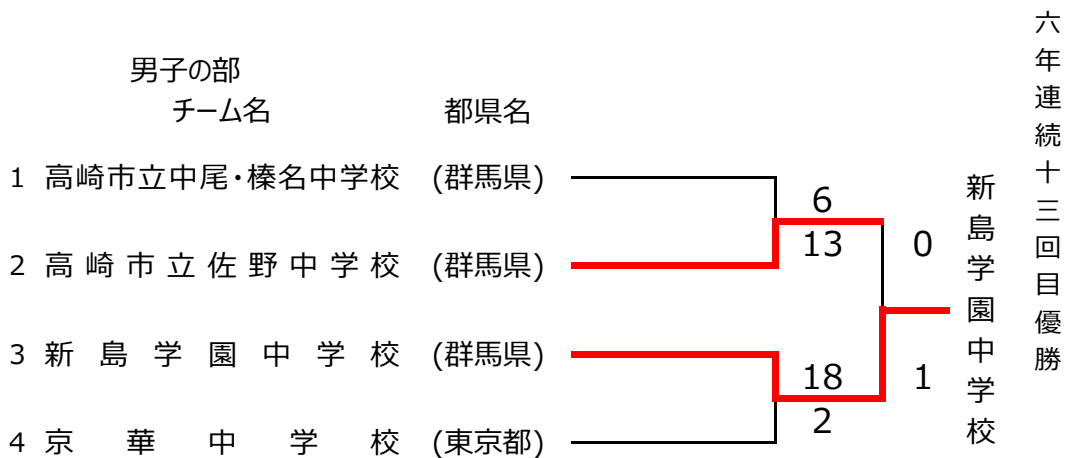 男子の部
チーム名 都県名
1 高崎市立中尾・榛名中学校 (群馬県)
2 高崎市立佐野中学校 (群馬県)
3 新島学園中学校 (群馬県)
4 京華中学校 (東京都)
6
13
18
2
0
1
新島学園中学校
六年連続十三回目優勝